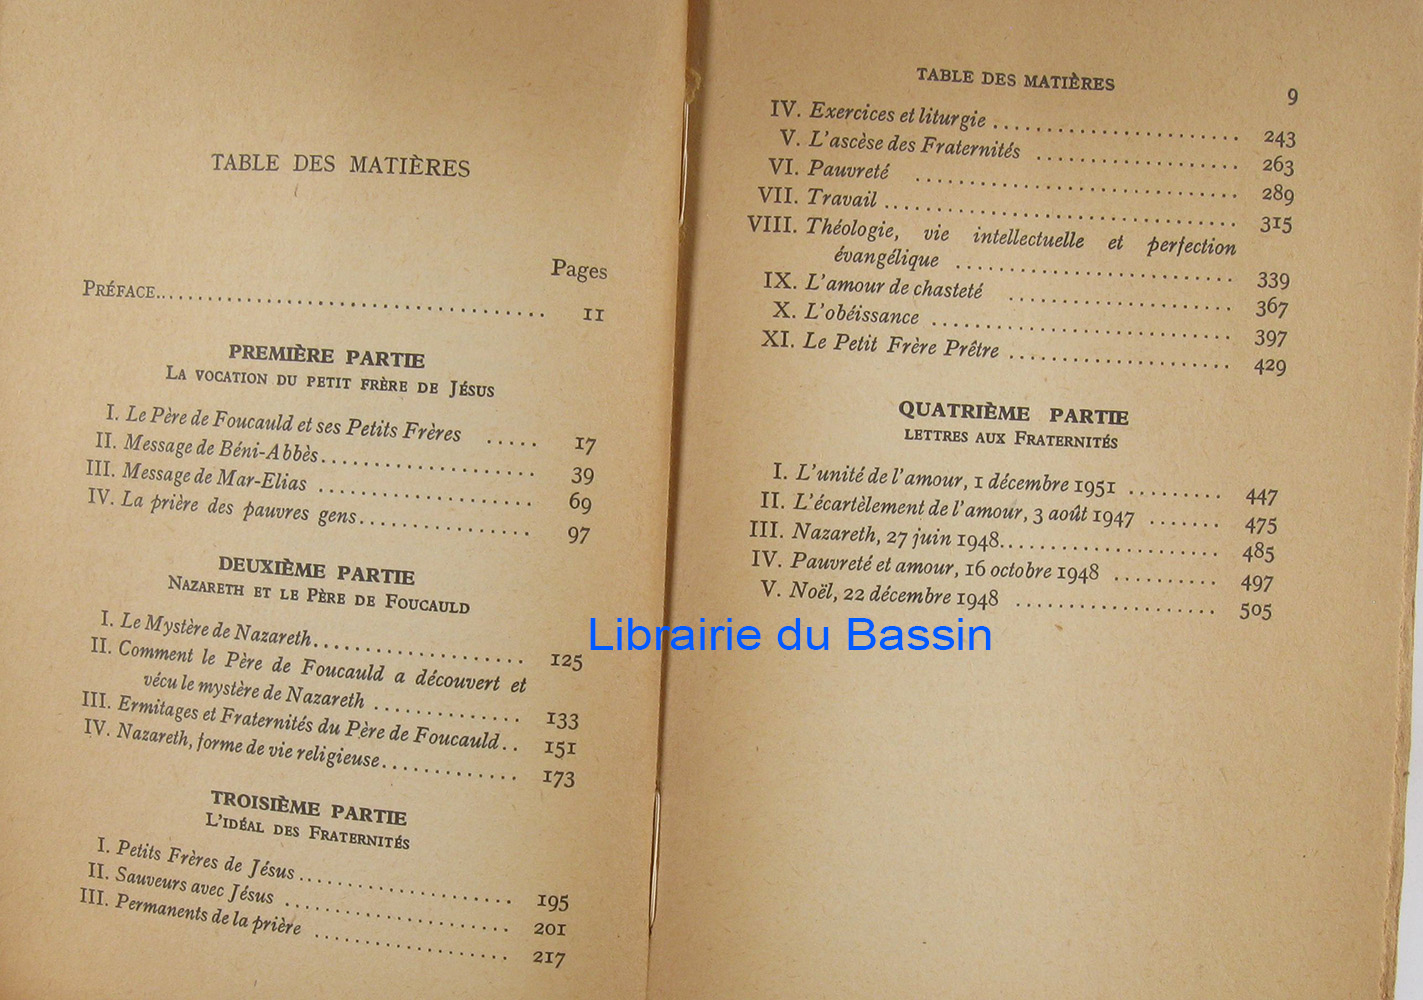 TABLE DES MATIÈRES
Pages
PRÉFACE.................................. 11
PREMIÈRE PARTIE
LA VOCATION DU PETIT FRÈRE DE JÉSUS
I. Le Père de Foucauld et ses Petits Frères ..... 17
II. Message de Béni-Abbès.................... 39
III. Message de Mar-Elias .................... 69
IV. La prière des pauvres gens................ 97
DEUXIÈME PARTIE
NAZARETH ET LE PÈRE DE FOUCAULD
I. Le Mystère de Nazareth.................... 125
II. Comment le Père de Foucauld a découvert et
vécu le mystère de Nazareth .............. 133
III. Ermitages et Fraternités du Père de Foucauld.. 151
IV. Nazareth, forme de vie religieuse............. 173
TROISIÈME PARTIE
L'IDÉAL DES FRATERNITÉS
I. Petits Frères de Jésus.................... 195
II. Sauveurs avec Jésus ..................... 201
III. Permanents de la prière .................. 217
TABLE DES MATIÈRES 9
IV. Exercices et liturgie ........................ 243
V. L'ascèse des Fraternités .................... 263
VI. Pauvreté .............................. 289
VII. Travail ................................. 315
VIII. Théologie, vie intellectuelle et perfection
évangélique .......................... 339
IX. L'amour de chasteté ..................... 367
X. L'obéissance ............................ 397
XI. Le Petit Frère Prêtre ..................... 429
QUATRIÈME PARTIE
LETTRES AUX FRATERNITÉS
I. L'unité de l'amour, 1 décembre 1951 ......... 447
II. L'écartèlement de l'amour, 3 août 1947 ....... 475
III. Nazareth, 27 juin 1948..................... 485
IV. Pauvreté et amour, 16 octobre 1948 .......... 497
V. Noël, 22 décembre 1948 ................... 505
Librairie du Bassin